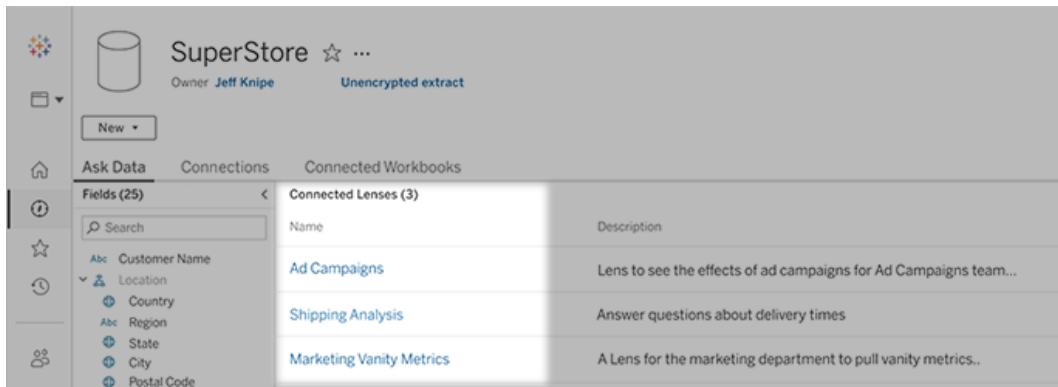 SuperStore ...
Owner Jeff Knipe Unencrypted extract
New
Ask Data Connections Connected Workbooks
Fields (25)
Search
Abc Customer Name
Location
Country
Abc Region
State
City
Postal Code
Connected Lenses (3)
Name Description
Ad Campaigns Lens to see the effects of ad campaigns for Ad Campaigns team...
Shipping Analysis Answer questions about delivery times
Marketing Vanity Metrics A Lens for the marketing department to pull vanity metrics..